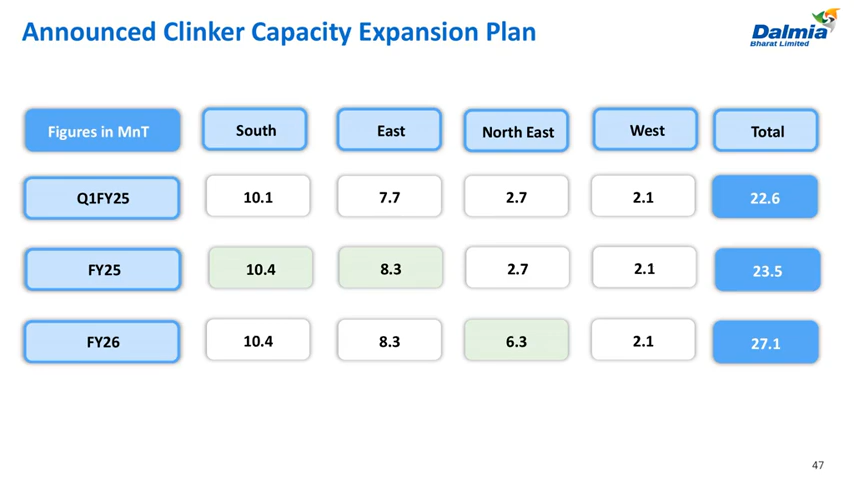 Announced Clinker Capacity Expansion Plan
Dalmia
Bharat Limited
Figures in MnT South East North East West Total
Q1FY25 10.1 7.7 2.7 2.1 22.6
FY25 10.4 8.3 2.7 2.1 23.5
FY26 10.4 8.3 6.3 2.1 27.1
47